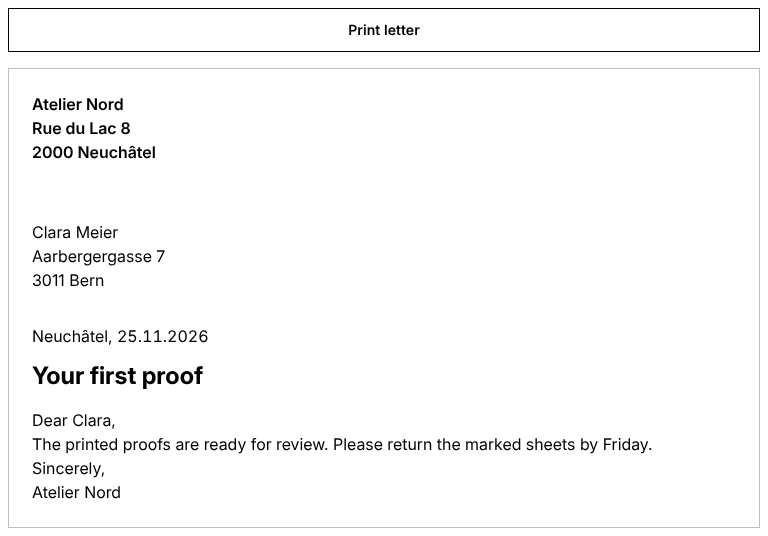 Print letter
Atelier Nord
Rue du Lac 8
2000 Neuchâtel
Clara Meier
Aarbergergasse 7
3011 Bern
Neuchâtel, 25.11.2026
Your first proof
Dear Clara,
The printed proofs are ready for review. Please return the marked sheets by Friday.
Sincerely,
Atelier Nord